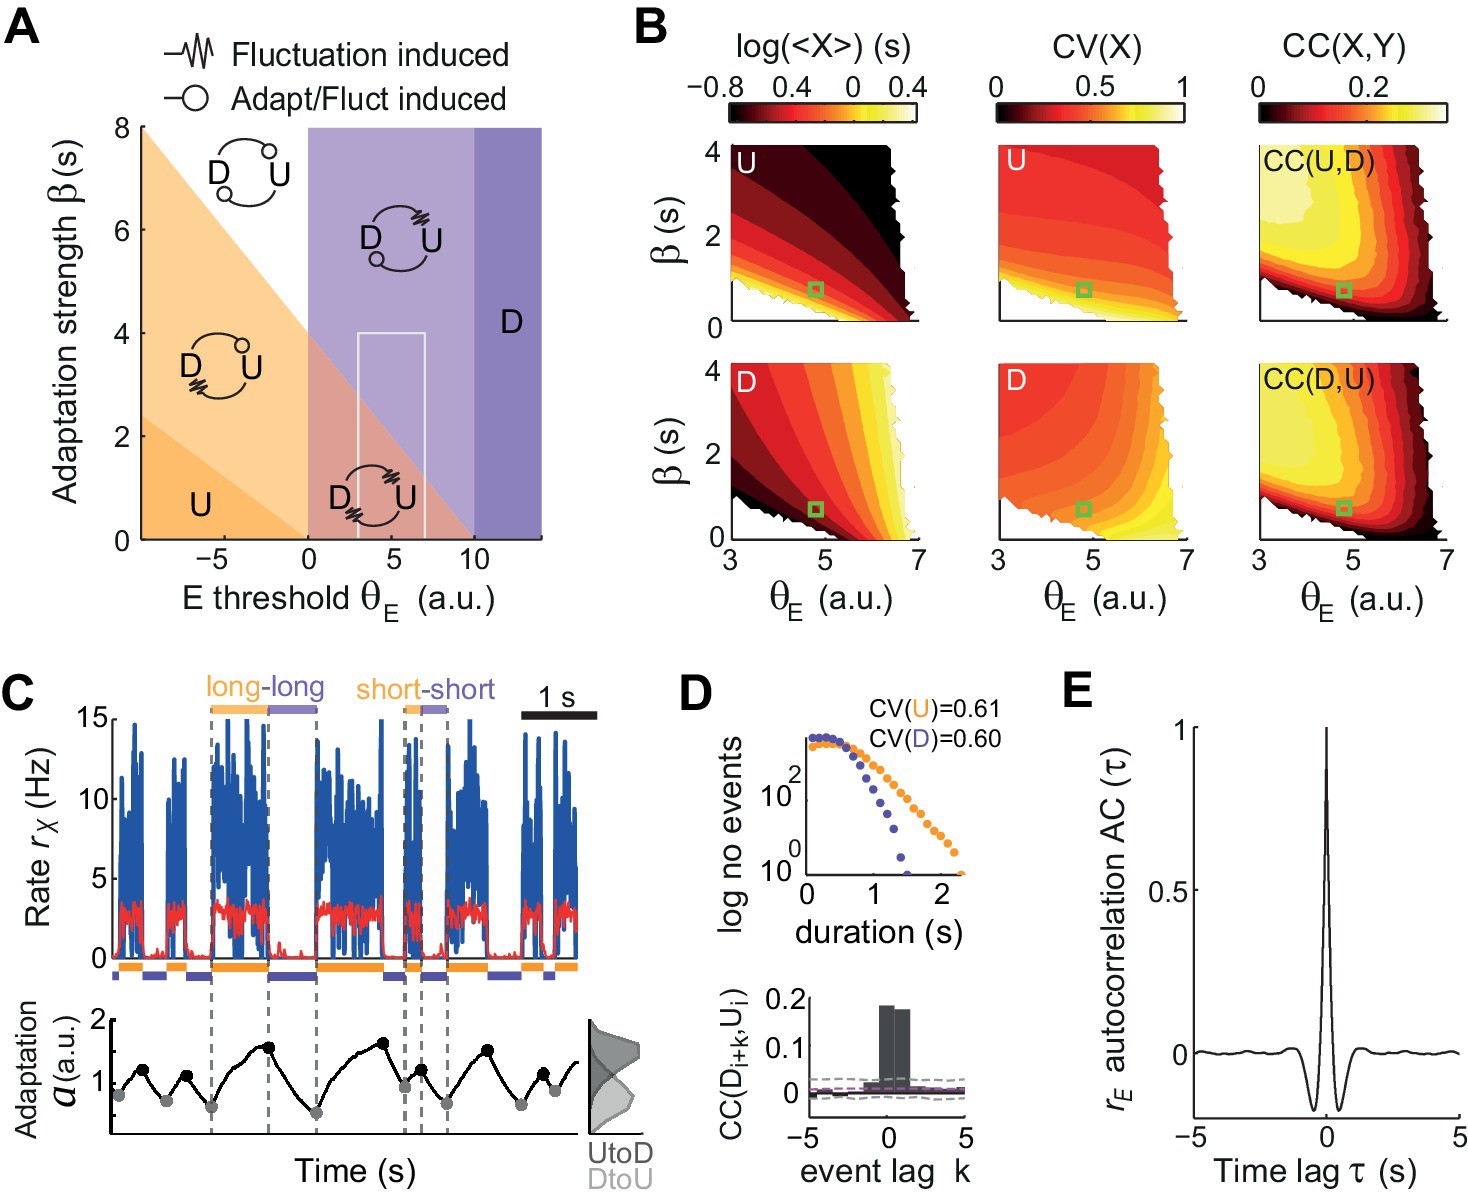 A
Fluctuation induced
Adapt/Fluct induced
Adaptation strength β (s)
8
6
4
2
0
D U
D U
D U
D U
D
U
−5 0 5 10
E threshold θE (a.u.)
B
log(<X>) (s) CV(X) CC(X,Y)
−0.8 0.4 0 0.4 0 0.5 1 0 0.2
β (s)
4
2
0
U U CC(U,D)
β (s)
4
2
0
D D CC(D,U)
3 5 7 3 5 7 3 5 7
θE (a.u.) θE (a.u.) θE (a.u.)
C
long-long short-short
1 s
Rate rχ (Hz)
15
10
5
0
Adaptation
a (a.u.)
2
1
UtoD
DtoU
Time (s)
D
CV(U)=0.61
CV(D)=0.60
log no events
10²
10⁰
0 1 2
duration (s)
CC(Di+k,Ui)
0.2
0.1
0
−5 0 5
event lag k
E
rE autocorrelation AC (τ)
1
0.5
0
−5 0 5
Time lag τ (s)